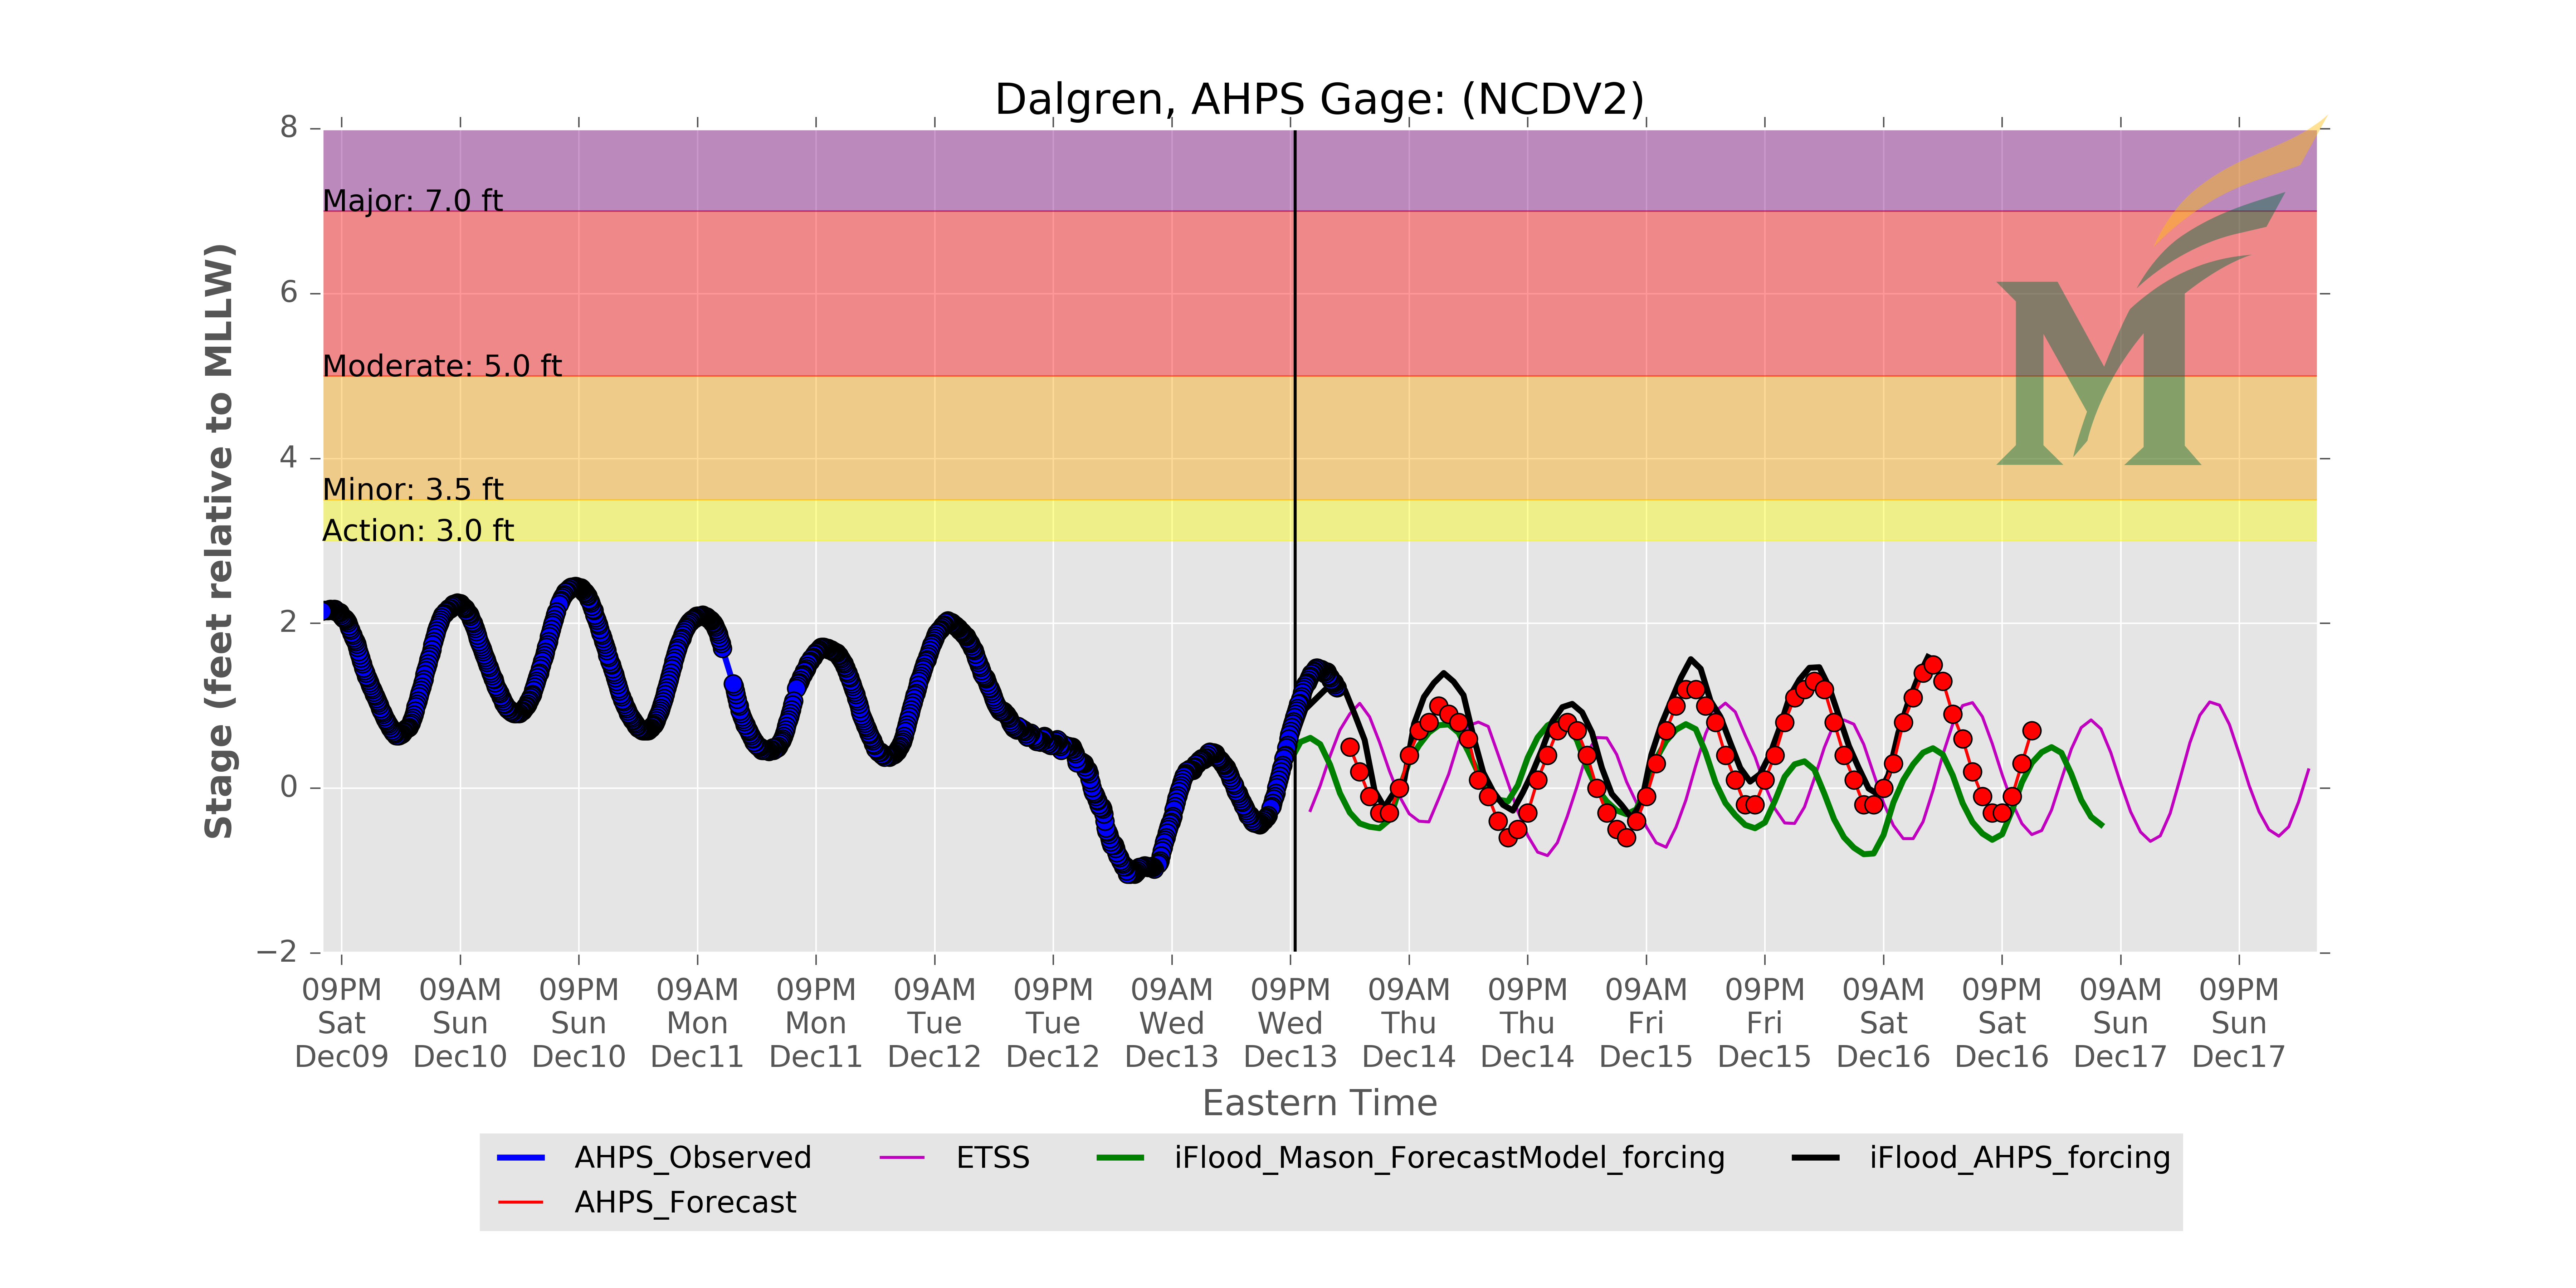 Dalgren, AHPS Gage: (NCDV2)
8
6
4
2
0
−2
Stage (feet relative to MLLW)
Major: 7.0 ft
Moderate: 5.0 ft
Minor: 3.5 ft
Action: 3.0 ft
M
09PM 09AM 09PM 09AM 09PM 09AM 09PM 09AM 09PM 09AM 09PM 09AM 09PM 09AM 09PM 09AM 09PM
Sat Sun Sun Mon Mon Tue Tue Wed Wed Thu Thu Fri Fri Sat Sat Sun Sun
Dec09 Dec10 Dec10 Dec11 Dec11 Dec12 Dec12 Dec13 Dec13 Dec14 Dec14 Dec15 Dec15 Dec16 Dec16 Dec17 Dec17
Eastern Time
AHPS_Observed ETSS iFlood_Mason_ForecastModel_forcing iFlood_AHPS_forcing
AHPS_Forecast